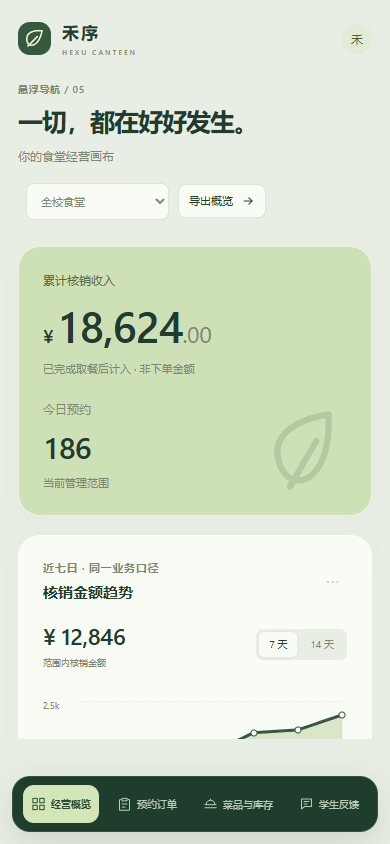 禾序
HEXU CANTEEN
禾
悬浮导航 / 05
一切，都在好好发生。
你的食堂经营画布
全校食堂
导出概览 →
累计核销收入
¥ 18,624.00
已完成取餐后计入 · 非下单金额
今日预约
186
当前管理范围
近七日 · 同一业务口径
核销金额趋势
...
¥ 12,846
7 天 14 天
范围内核销金额
2.5k
经营概览 预约订单 菜品与库存 学生反馈